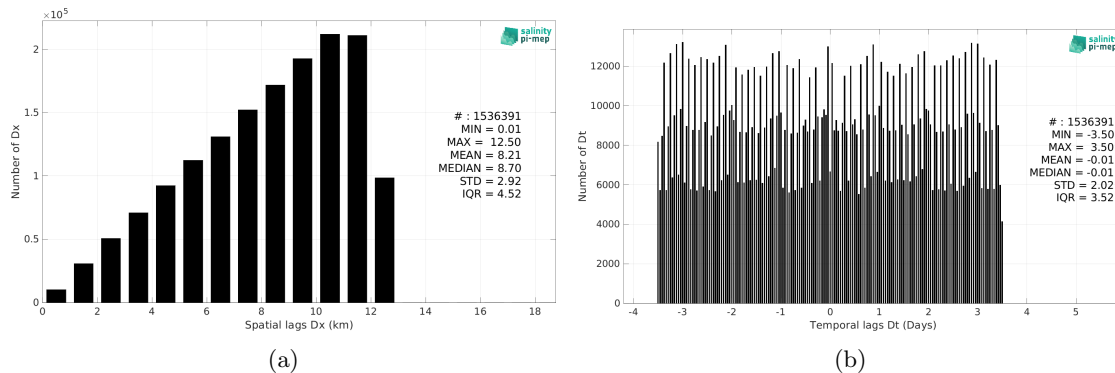 ×10⁵
2
1.5
1
0.5
0
Number of Dx
salinity
pi-mep
# : 1536391
MIN = 0.01
MAX = 12.50
MEAN = 8.21
MEDIAN = 8.70
STD = 2.92
IQR = 4.52
0 2 4 6 8 10 12 14 16 18
Spatial lags Dx (km)
(a)
12000
10000
8000
6000
4000
2000
0
Number of Dt
salinity
pi-mep
# : 1536391
MIN = -3.50
MAX = 3.50
MEAN = -0.01
MEDIAN = -0.01
STD = 2.02
IQR = 3.52
-4 -3 -2 -1 0 1 2 3 4 5
Temporal lags Dt (Days)
(b)